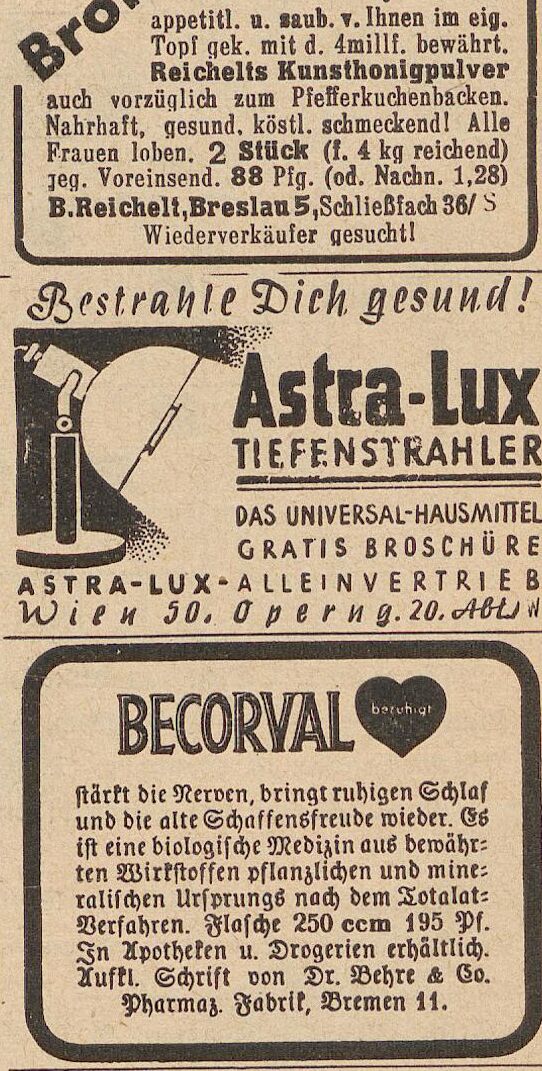 Bro
appetitl. u. saub. v. Ihnen im eig.
Topf gek. mit d. 4millf. bewährt.
Reichelts Kunsthonigpulver
auch vorzüglich zum Pfefferkuchenbacken.
Nahrhaft, gesund, köstl. schmeckend! Alle
Frauen loben. 2 Stück (f. 4 kg reichend)
geg. Voreinsend. 88 Pfg. (od. Nachn. 1,28)
B. Reichelt, Breslau 5, Schließfach 36/ S
Wiederverkäufer gesucht!
Bestrahle Dich gesund!
Astra-Lux
TIEFENSTRAHLER
DAS UNIVERSAL-HAUSMITTEL
GRATIS BROSCHÜRE
ASTRA-LUX-ALLEINVERTRIEB
Wien 50. Operng. 20. Abt. W
BECORVAL beruhigt
ſtärkt die Nerven, bringt ruhigen Schlaf
und die alte Schaffensfreude wieder. Es
iſt eine biologiſche Medizin aus bewähr-
ten Wirkſtoffen pflanzlichen und mine-
raliſchen Urſprungs nach dem Totalat-
Verfahren. Flaſche 250 ccm 195 Pf.
In Apotheken u. Drogerien erhältlich.
Aufkl. Schrift von Dr. Behre & Co.
Pharmaz. Fabrik, Bremen 11.